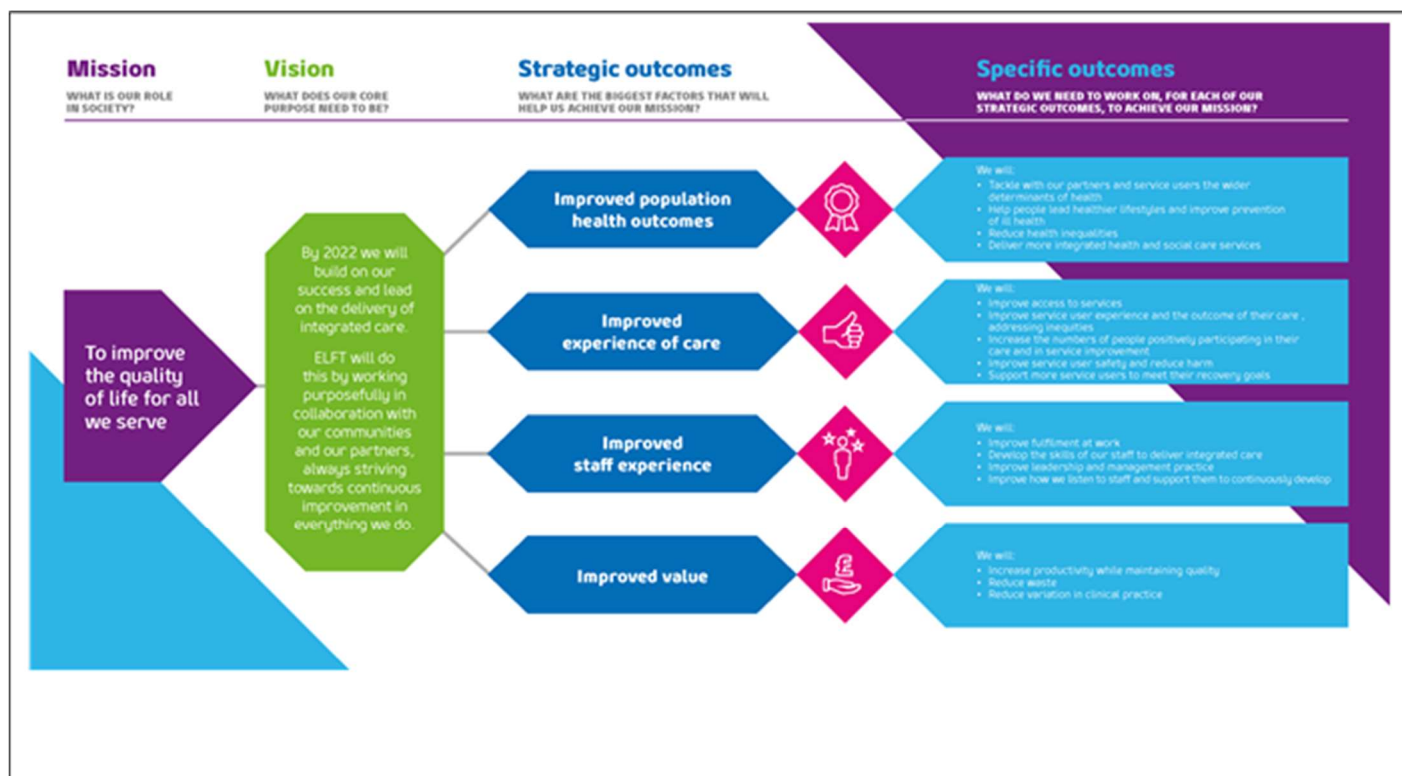 Mission
WHAT IS OUR ROLE
IN SOCIETY?
Vision
WHAT DOES OUR CORE
PURPOSE NEED TO BE?
Strategic outcomes
WHAT ARE THE BIGGEST FACTORS THAT WILL
HELP US ACHIEVE OUR MISSION?
Specific outcomes
WHAT DO WE NEED TO WORK ON, FOR EACH OF OUR
STRATEGIC OUTCOMES, TO ACHIEVE OUR MISSION?
To improve
the quality
of life for all
we serve
By 2022 we will
build on our
success and lead
on the delivery of
integrated care.
ELFT will do
this by working
purposefully in
collaboration with
our communities
and our partners,
always striving
towards continuous
improvement in
everything we do.
Improved population
health outcomes
We will:
• Tackle with our partners and service users the wider
determinants of health
• Help people lead healthier lifestyles and improve prevention
of ill health
• Reduce health inequalities
• Deliver more integrated health and social care services
Improved
experience of care
We will:
• Improve access to services
• Improve service user experience and the outcome of their care ,
addressing inequities
• Increase the numbers of people positively participating in their
care and in service improvement
• Improve service user safety and reduce harm
• Support more service users to meet their recovery goals
Improved
staff experience
We will:
• Improve fulfilment at work
• Develop the skills of our staff to deliver integrated care
• Improve leadership and management practice
• Improve how we listen to staff and support them to continuously develop
Improved value
£
We will:
• Increase productivity while maintaining quality
• Reduce waste
• Reduce variation in clinical practice